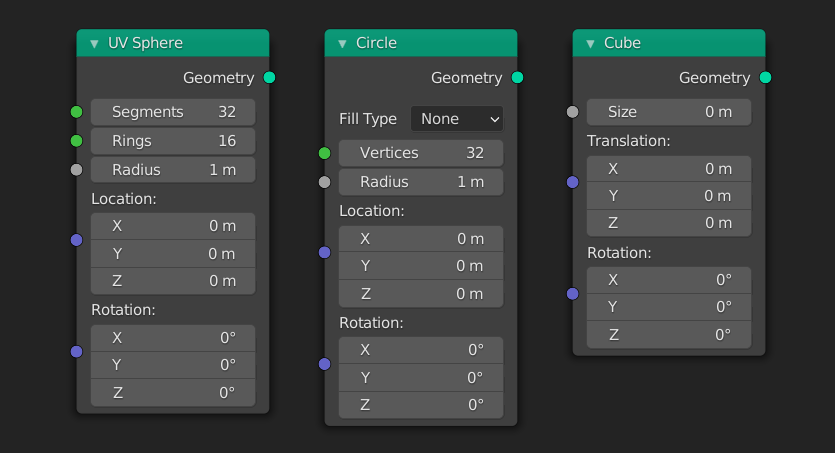 UV Sphere
Geometry
Segments 32
Rings 16
Radius 1 m
Location:
X 0 m
Y 0 m
Z 0 m
Rotation:
X 0°
Y 0°
Z 0°
Circle
Geometry
Fill Type None
Vertices 32
Radius 1 m
Location:
X 0 m
Y 0 m
Z 0 m
Rotation:
X 0°
Y 0°
Z 0°
Cube
Geometry
Size 0 m
Translation:
X 0 m
Y 0 m
Z 0 m
Rotation:
X 0°
Y 0°
Z 0°